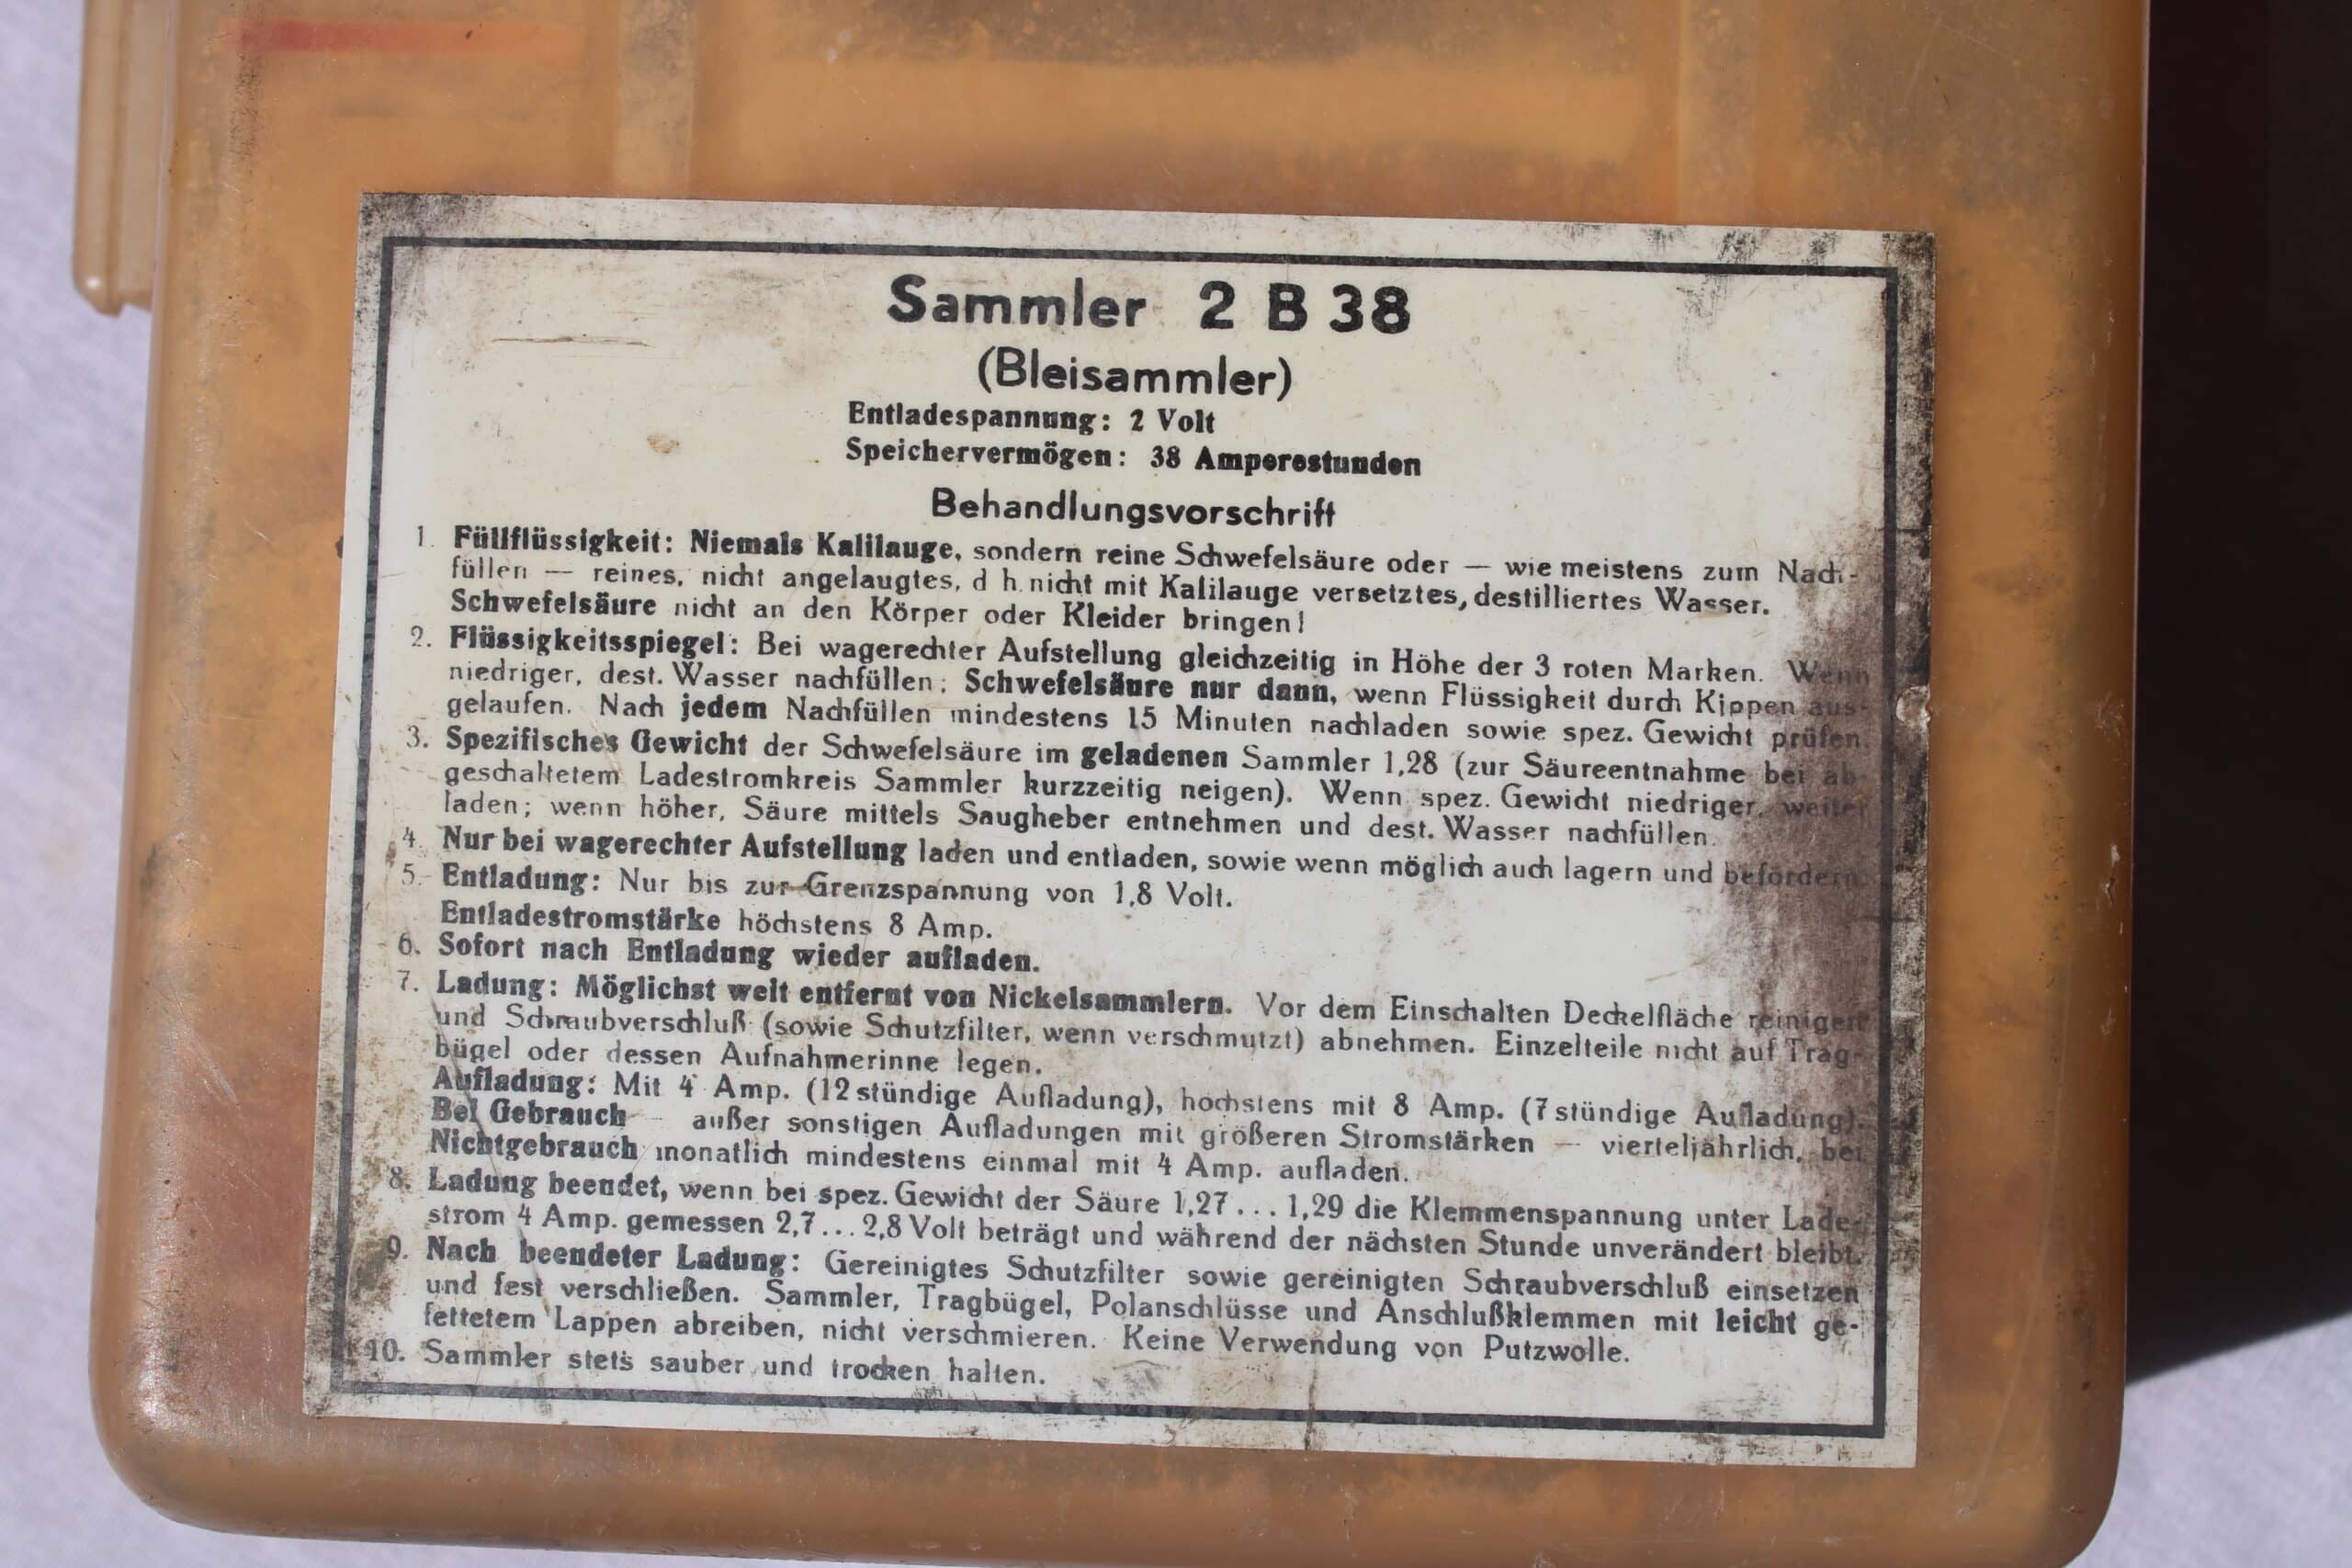 Sammler 2 B 38
(Bleisammler)
Entladespannung: 2 Volt
Speichervermögen: 38 Amperestunden
Behandlungsvorschrift
1. Füllflüssigkeit: Niemals Kalilauge, sondern reine Schwefelsäure oder — wie meistens zum Nach-
füllen — reines, nicht angelaugtes, d h. nicht mit Kalilauge versetztes, destilliertes Wasser.
Schwefelsäure nicht an den Körper oder Kleider bringen!
2. Flüssigkeitsspiegel: Bei wagerechter Aufstellung gleichzeitig in Höhe der 3 roten Marken. Wenn
niedriger, dest. Wasser nachfüllen; Schwefelsäure nur dann, wenn Flüssigkeit durch Kippen aus-
gelaufen. Nach jedem Nachfüllen mindestens 15 Minuten nachladen sowie spez. Gewicht prüfen.
3. Spezifisches Gewicht der Schwefelsäure im geladenen Sammler 1,28 (zur Säureentnahme bei ab-
geschaltetem Ladestromkreis Sammler kurzzeitig neigen). Wenn spez. Gewicht niedriger, weiter
laden; wenn höher, Säure mittels Saugheber entnehmen und dest. Wasser nachfüllen.
4. Nur bei wagerechter Aufstellung laden und entladen, sowie wenn möglich auch lagern und befördern.
5. Entladung: Nur bis zur Grenzspannung von 1,8 Volt.
Entladestromstärke höchstens 8 Amp.
6. Sofort nach Entladung wieder aufladen.
7. Ladung: Möglichst weit entfernt von Nickelsammlern. Vor dem Einschalten Deckelfläche reinigen
und Schraubverschluß (sowie Schutzfilter, wenn verschmutzt) abnehmen. Einzelteile nicht auf Trag-
bügel oder dessen Aufnahmerinne legen.
Aufladung: Mit 4 Amp. (12 stündige Aufladung), höchstens mit 8 Amp. (7 stündige Aufladung).
Bei Gebrauch — außer sonstigen Aufladungen mit größeren Stromstärken — vierteljährlich, bei
Nichtgebrauch monatlich mindestens einmal mit 4 Amp. aufladen.
8. Ladung beendet, wenn bei spez. Gewicht der Säure 1,27...1,29 die Klemmenspannung unter Lade-
strom 4 Amp. gemessen 2,7...2,8 Volt beträgt und während der nächsten Stunde unverändert bleibt.
9. Nach beendeter Ladung: Gereinigtes Schutzfilter sowie gereinigten Schraubverschluß einsetzen
und fest verschließen. Sammler, Tragbügel, Polanschlüsse und Anschlußklemmen mit leicht ge-
fettetem Lappen abreiben, nicht verschmieren. Keine Verwendung von Putzwolle.
10. Sammler stets sauber und trocken halten.